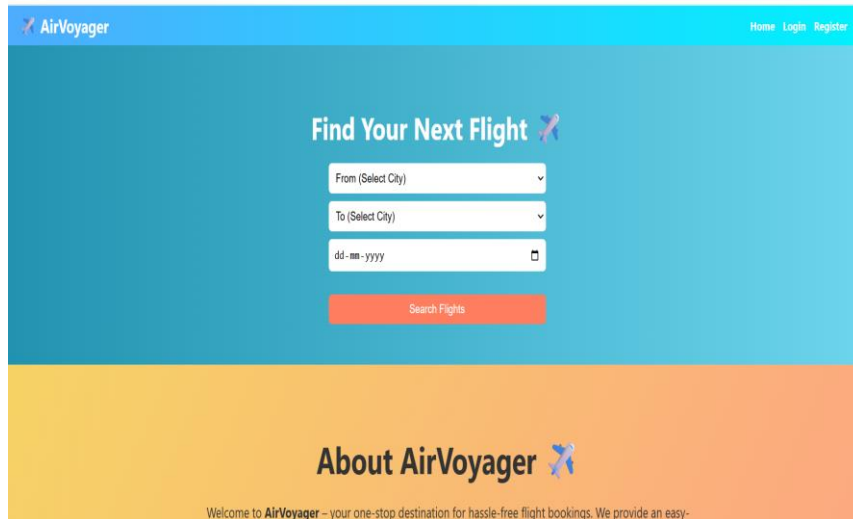 AirVoyager
Home Login Register
Find Your Next Flight
From (Select City)
To (Select City)
dd-mm-yyyy
Search Flights
About AirVoyager
Welcome to AirVoyager – your one-stop destination for hassle-free flight bookings. We provide an easy-